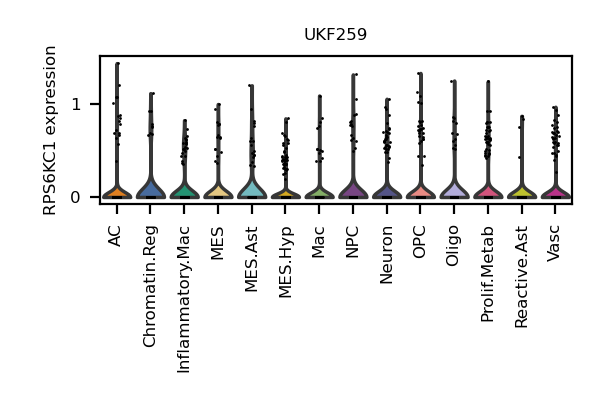 UKF259
RPS6KC1 expression
1
0
AC
Chromatin.Reg
Inflammatory.Mac
MES
MES.Ast
MES.Hyp
Mac
NPC
Neuron
OPC
Oligo
Prolif.Metab
Reactive.Ast
Vasc